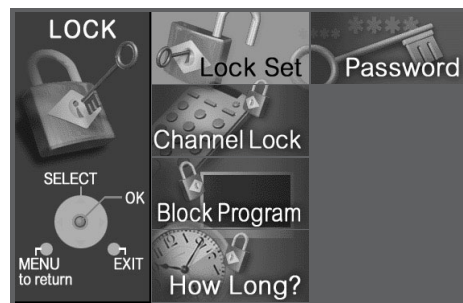 LOCK
SELECT
OK
MENU
to return
EXIT
Lock Set
Channel Lock
Block Program
How Long?
****
Password